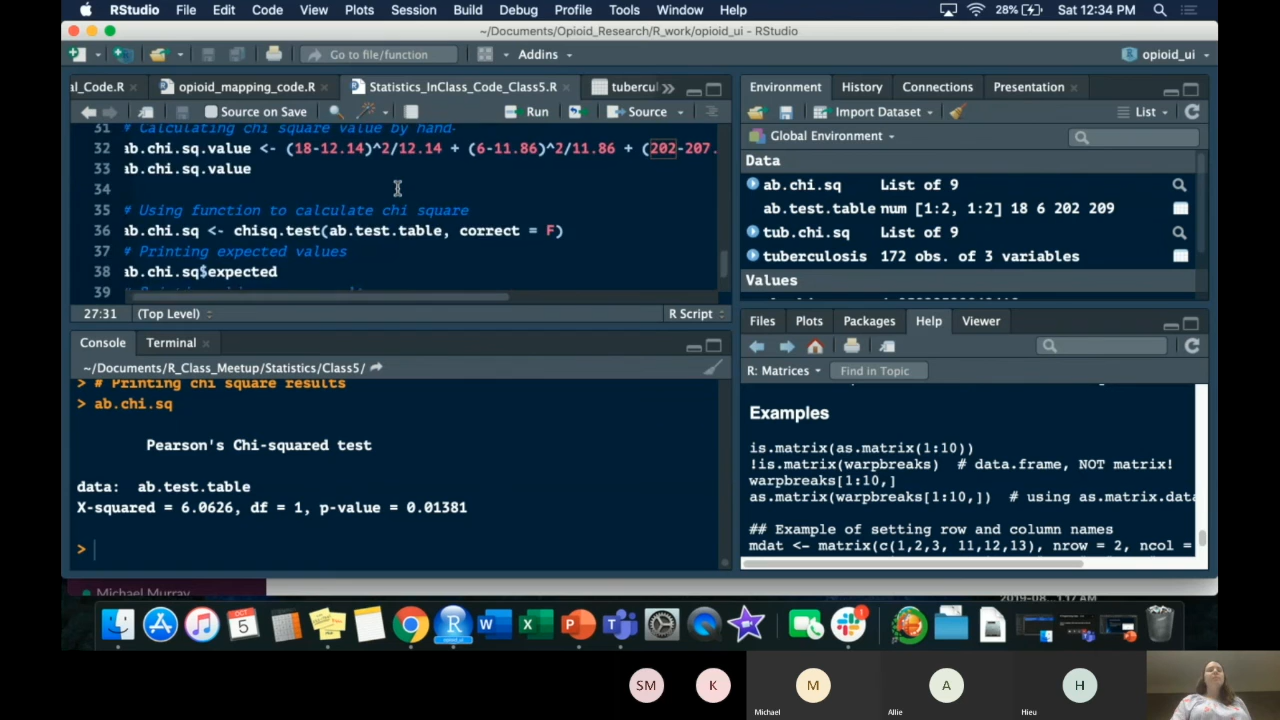 RStudio File Edit Code View Plots Session Build Debug Profile Tools Window Help 28% Sat 12:34 PM
~/Documents/Opioid_Research/R_work/opioid_ui - RStudio
Go to file/function Addins opioid_ui
al_Code.R opioid_mapping_code.R Statistics_InClass_Code_Class5.R tubercul
Source on Save Run Source
31 # Calculating chi square value by hand
32 ab.chi.sq.value <- (18-12.14)^2/12.14 + (6-11.86)^2/11.86 + (202-207.
33 ab.chi.sq.value
34
35 # Using function to calculate chi square
36 ab.chi.sq <- chisq.test(ab.test.table, correct = F)
37 # Printing expected values
38 ab.chi.sq$expected
39
27:31 (Top Level) R Script
Console Terminal
~/Documents/R_Class_Meetup/Statistics/Class5/
> # Printing chi square results
> ab.chi.sq
Pearson's Chi-squared test
data: ab.test.table
X-squared = 6.0626, df = 1, p-value = 0.01381
>
Environment History Connections Presentation
Import Dataset List
Global Environment
Data
ab.chi.sq List of 9
ab.test.table num [1:2, 1:2] 18 6 202 209
tub.chi.sq List of 9
tuberculosis 172 obs. of 3 variables
Values
Files Plots Packages Help Viewer
R: Matrices Find in Topic
Examples
is.matrix(as.matrix(1:10))
!is.matrix(warpbreaks) # data.frame, NOT matrix!
warpbreaks[1:10,]
as.matrix(warpbreaks[1:10,]) # using as.matrix.data
## Example of setting row and column names
mdat <- matrix(c(1,2,3, 11,12,13), nrow = 2, ncol =
Michael Murray
OCT
5
opioid_ui
1
SM K M A H
Michael Allie Hieu